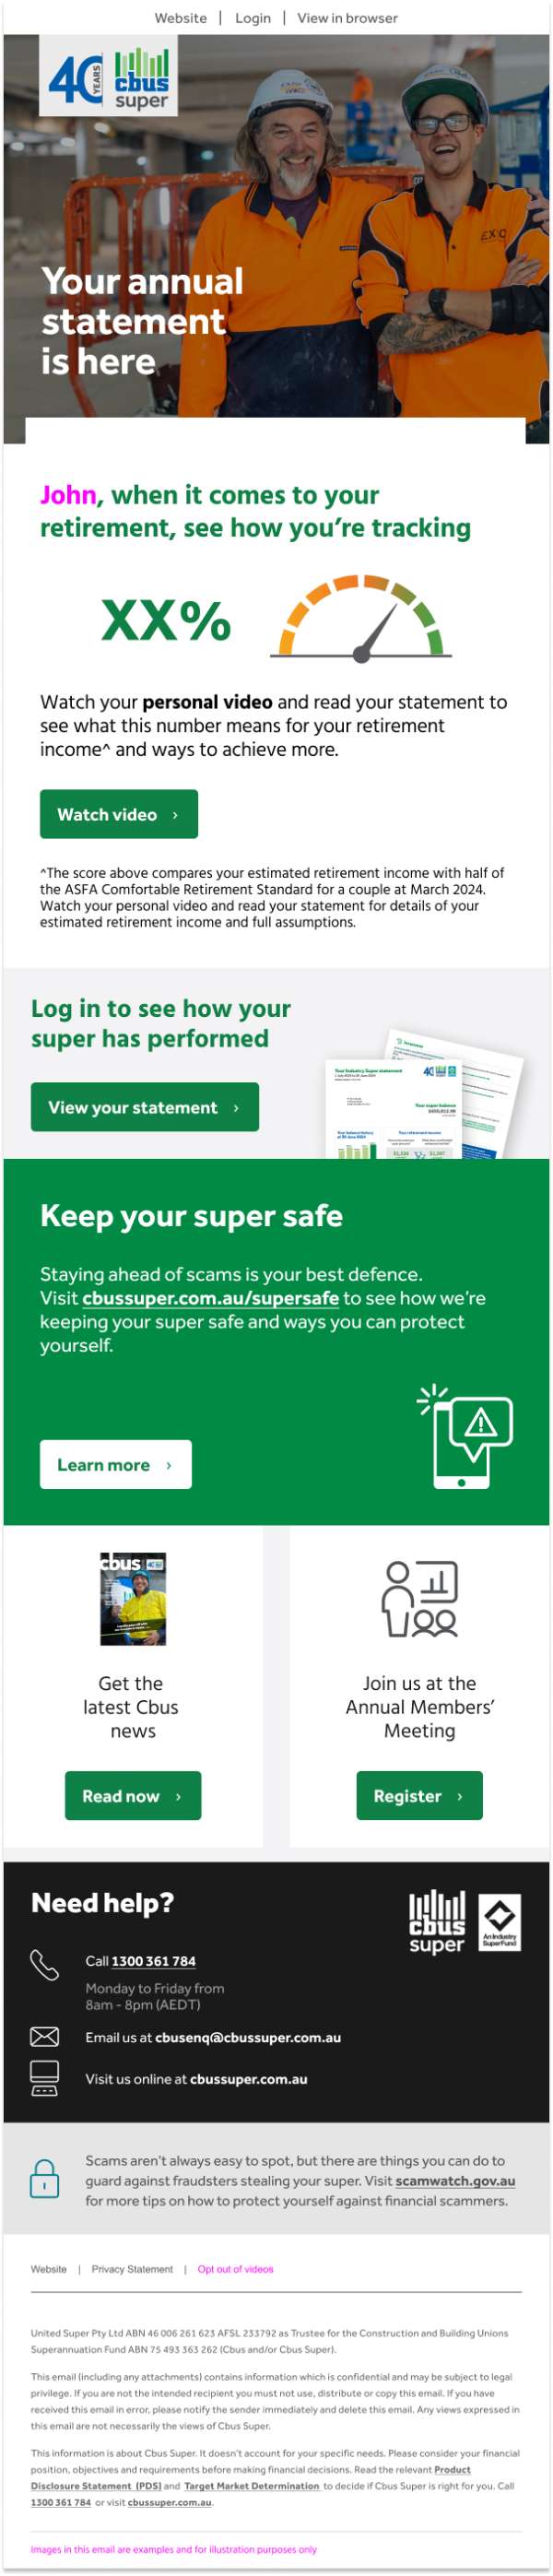 Website | Login | View in browser
40 YEARS
cbus
super
Your annual
statement
is here
John, when it comes to your
retirement, see how you're tracking
XX%
Watch your personal video and read your statement to
see what this number means for your retirement
income^ and ways to achieve more.
Watch video ›
^The score above compares your estimated retirement income with half of
the ASFA Comfortable Retirement Standard for a couple at March 2024.
Watch your personal video and read your statement for details of your
estimated retirement income and full assumptions.
Log in to see how your
super has performed
View your statement ›
Keep your super safe
Staying ahead of scams is your best defence.
Visit cbussuper.com.au/supersafe to see how we're
keeping your super safe and ways you can protect
yourself.
Learn more ›
cbus
Get the
latest Cbus
news
Read now ›
Join us at the
Annual Members'
Meeting
Register ›
Need help?
cbus
super
An Industry
SuperFund
Call 1300 361 784
Monday to Friday from
8am - 8pm (AEDT)
Email us at cbusenq@cbussuper.com.au
Visit us online at cbussuper.com.au
Scams aren't always easy to spot, but there are things you can do to
guard against fraudsters stealing your super. Visit scamwatch.gov.au
for more tips on how to protect yourself against financial scammers.
Website | Privacy Statement | Opt out of videos
United Super Pty Ltd ABN 46 006 261 623 AFSL 233792 as Trustee for the Construction and Building Unions
Superannuation Fund ABN 75 493 363 262 (Cbus and/or Cbus Super).
This email (including any attachments) contains information which is confidential and may be subject to legal
privilege. If you are not the intended recipient you must not use, distribute or copy this email. If you have
received this email in error, please notify the sender immediately and delete this email. Any views expressed in
this email are not necessarily the views of Cbus Super.
This information is about Cbus Super. It doesn't account for your specific needs. Please consider your financial
position, objectives and requirements before making financial decisions. Read the relevant Product
Disclosure Statement (PDS) and Target Market Determination to decide if Cbus Super is right for you. Call
1300 361 784 or visit cbussuper.com.au.
Images in this email are examples and for illustration purposes only